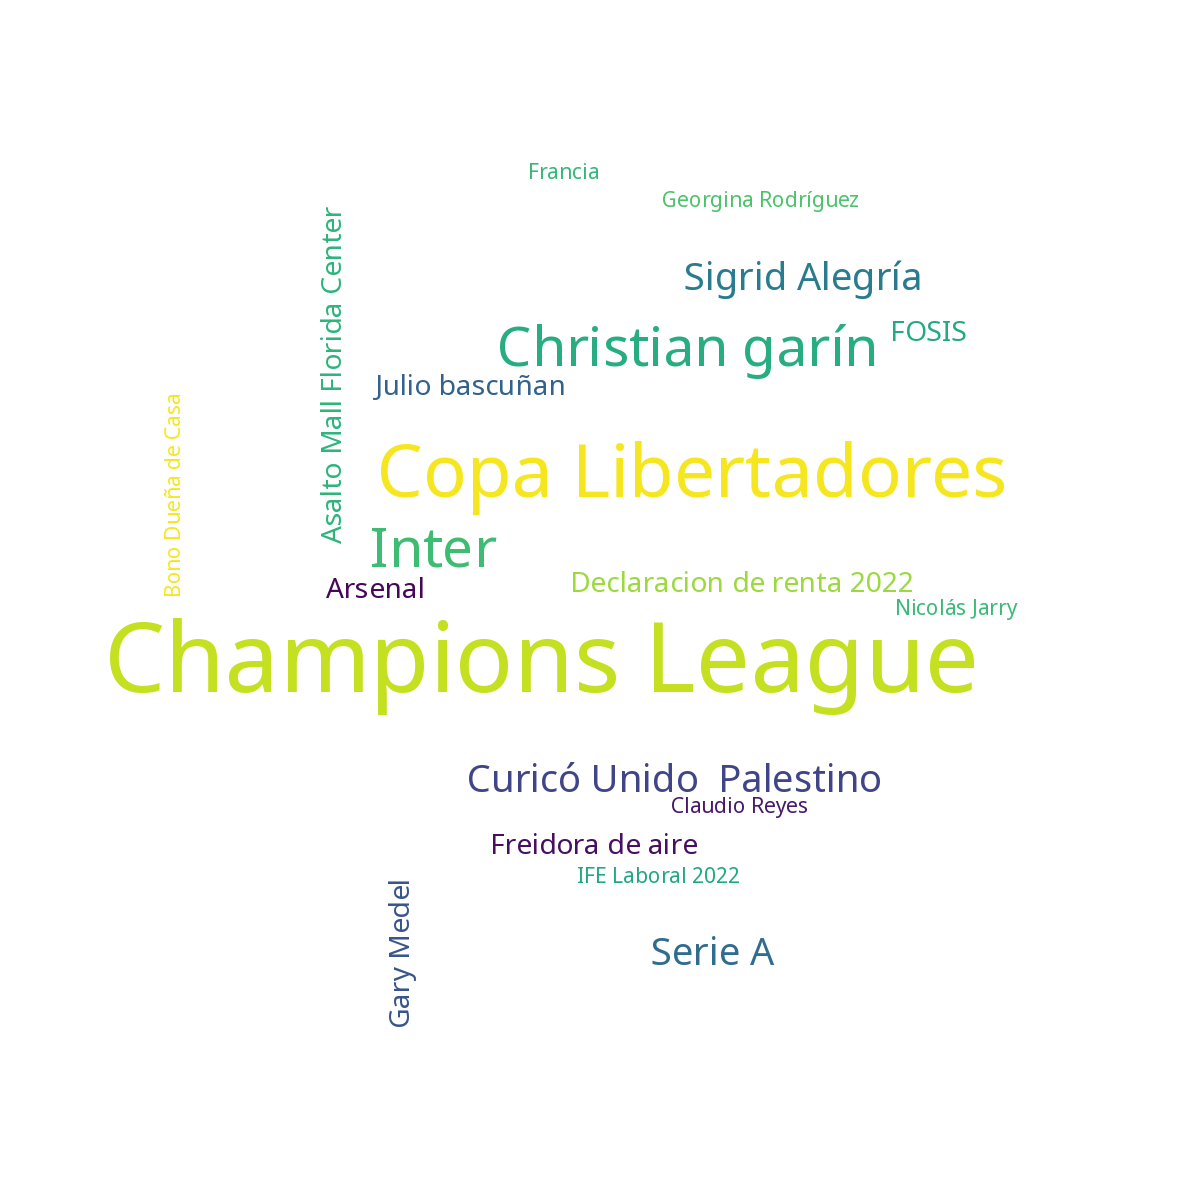 Francia
Georgina Rodríguez
Sigrid Alegría
FOSIS
Christian garín
Julio bascuñan
Asalto Mall Florida Center
Bono Dueña de Casa
Copa Libertadores
Inter
Arsenal
Declaracion de renta 2022
Nicolás Jarry
Champions League
Curicó Unido  Palestino
Claudio Reyes
Freidora de aire
IFE Laboral 2022
Gary Medel
Serie A